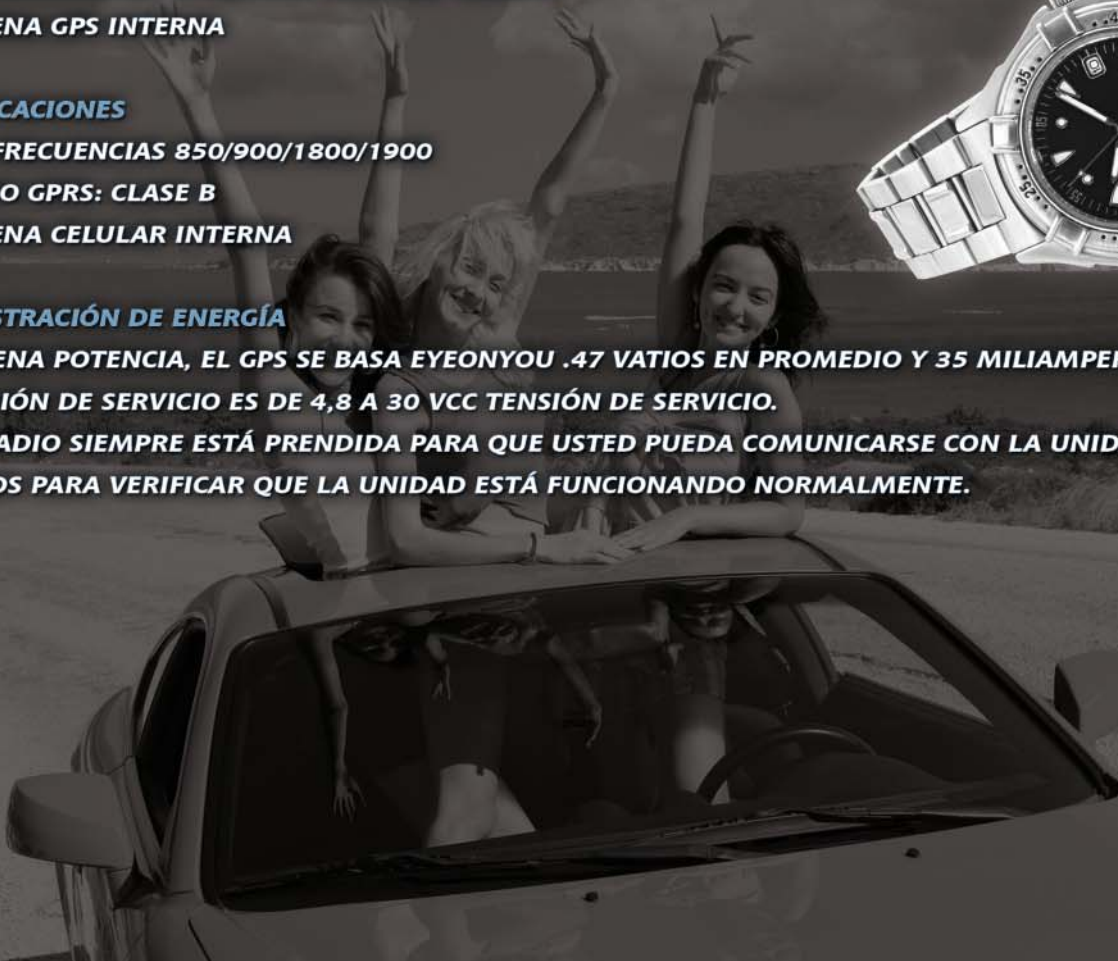 ENA GPS INTERNA
CACIONES
FRECUENCIAS 850/900/1800/1900
O GPRS: CLASE B
ENA CELULAR INTERNA
STRACIÓN DE ENERGÍA
ENA POTENCIA, EL GPS SE BASA EYEONYOU .47 VATIOS EN PROMEDIO Y 35 MILIAMPE
IÓN DE SERVICIO ES DE 4,8 A 30 VCC TENSIÓN DE SERVICIO.
ADIO SIEMPRE ESTÁ PRENDIDA PARA QUE USTED PUEDA COMUNICARSE CON LA UNID
OS PARA VERIFICAR QUE LA UNIDAD ESTÁ FUNCIONANDO NORMALMENTE.